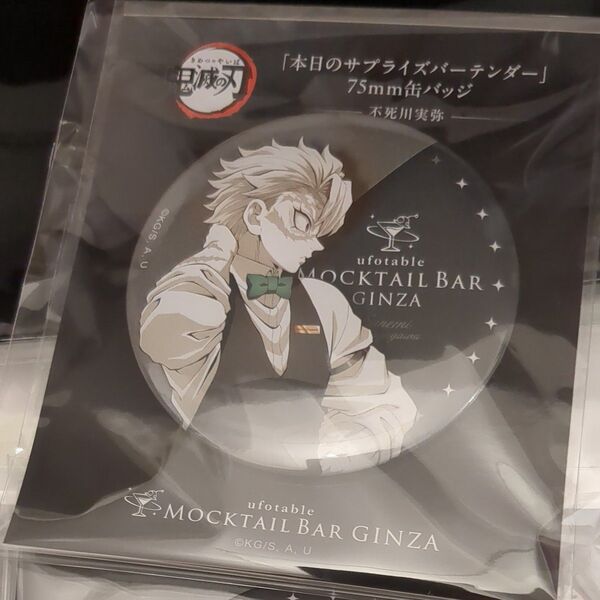 きめつのやいば
鬼滅の刃
「本日のサプライズバーテンダー」
75mm缶バッジ
不死川実弥
©KG/S, A, U
ufotable
MOCKTAIL BAR
GINZA
ufotable
MOCKTAIL BAR GINZA
©KG/S, A, U